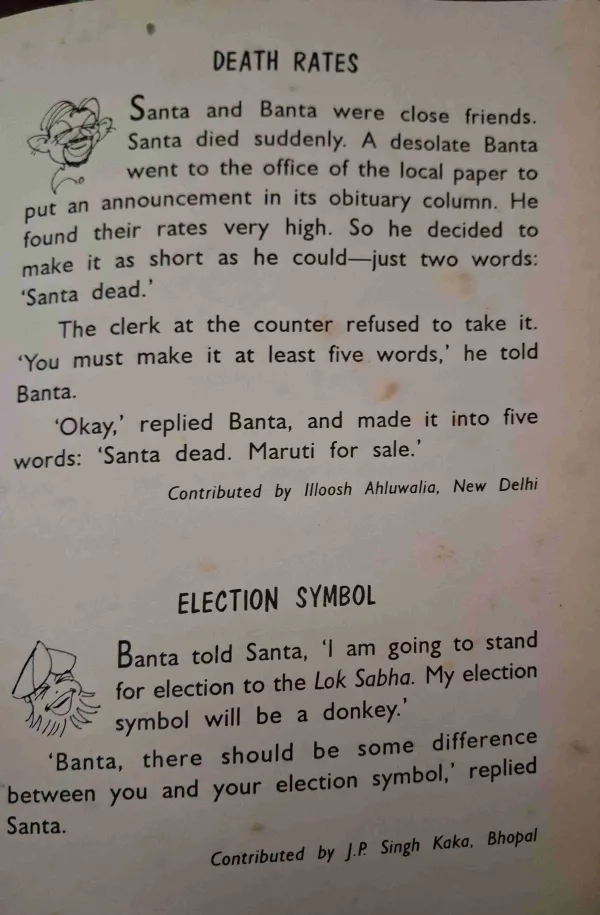 DEATH RATES
Santa and Banta were close friends.
Santa died suddenly. A desolate Banta
went to the office of the local paper to
put an announcement in its obituary column. He
found their rates very high. So he decided to
make it as short as he could—just two words:
‘Santa dead.’
The clerk at the counter refused to take it.
‘You must make it at least five words,’ he told
Banta.
‘Okay,’ replied Banta, and made it into five
words: ‘Santa dead. Maruti for sale.’
Contributed by Illoosh Ahluwalia, New Delhi
ELECTION SYMBOL
Banta told Santa, ‘I am going to stand
for election to the Lok Sabha. My election
symbol will be a donkey.’
‘Banta, there should be some difference
between you and your election symbol,’ replied
Santa.
Contributed by J.P. Singh Kaka, Bhopal